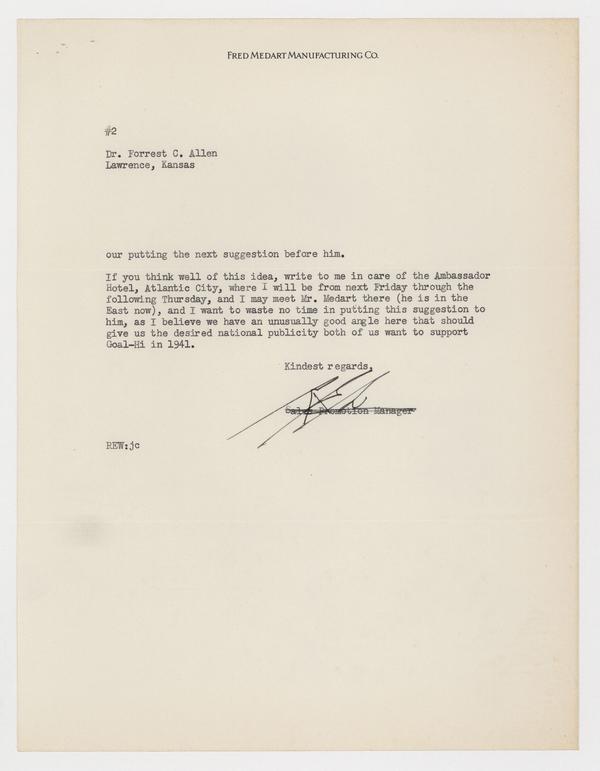 FRED MEDART MANUFACTURING CO.
#2
Dr. Forrest C. Allen
Lawrence, Kansas
our putting the next suggestion before him.
If you think well of this idea, write to me in care of the Ambassador
Hotel, Atlantic City, where I will be from next Friday through the
following Thursday, and I may meet Mr. Medart there (he is in the
East now), and I want to waste no time in putting this suggestion to
him, as I believe we have an unusually good angle here that should
give us the desired national publicity both of us want to support
Goal-Hi in 1941.
Kindest regards,
Sales Promotion Manager
REW:jc